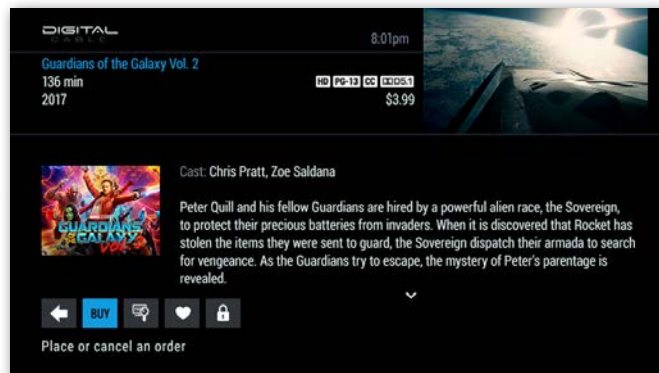 DIGITAL
CABLE
8:01pm
Guardians of the Galaxy Vol. 2
136 min
HD PG-13 CC DD5.1
2017
$3.99
Cast: Chris Pratt, Zoe Saldana
Peter Quill and his fellow Guardians are hired by a powerful alien race, the Sovereign,
to protect their precious batteries from invaders. When it is discovered that Rocket has
stolen the items they were sent to guard, the Sovereign dispatch their armada to search
for vengeance. As the Guardians try to escape, the mystery of Peter's parentage is
revealed.
GUARDIANS
GALAXY
VOL. 2
BUY
Place or cancel an order